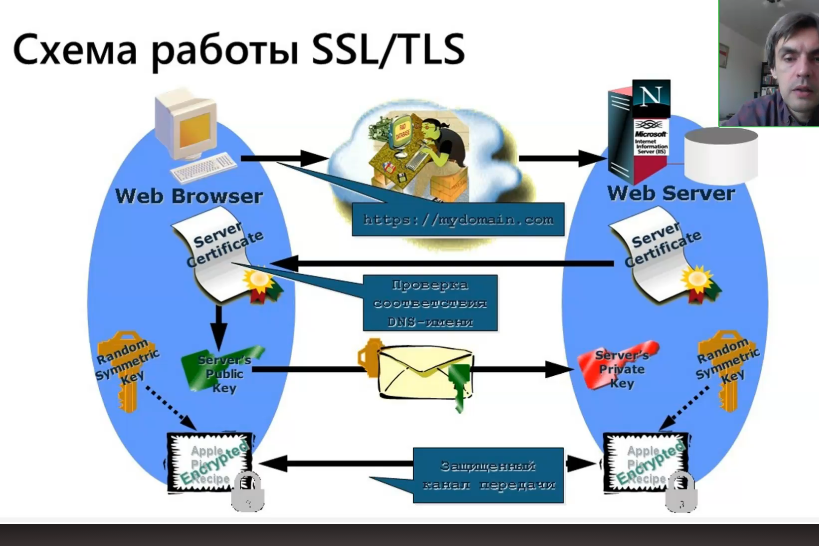 Схема работы SSL/TLS
N
Microsoft
Internet
Information
Server (IIS)
Web Browser
Web Server
https://mydomain.com
Server
Certificate
Server
Certificate
Проверка
соответствия
DNS-имени
Random
Symmetric
Key
Server's
Public
Key
Server's
Private
Key
Random
Symmetric
Key
Apple
Pie
Recipe
Encrypted
Защищенный
канал передачи
Apple
Pie
Recipe
Encrypted